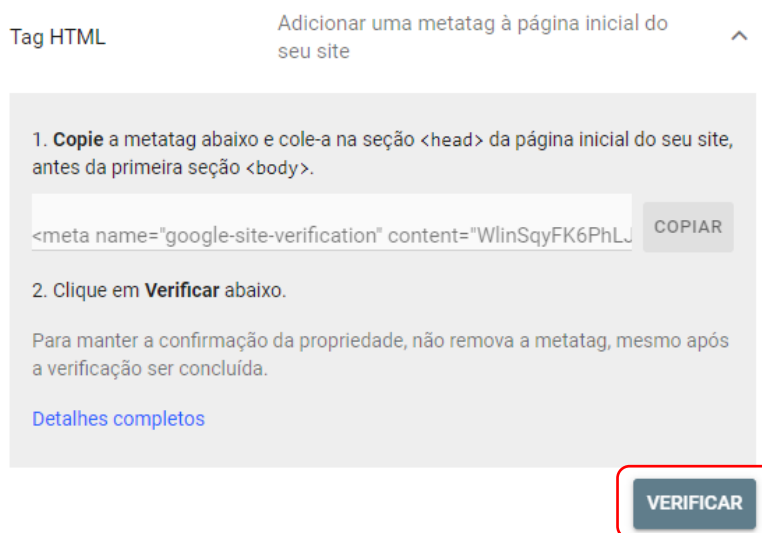 Tag HTML
Adicionar uma metatag à página inicial do
seu site
1. Copie a metatag abaixo e cole-a na seção <head> da página inicial do seu site,
antes da primeira seção <body>.
<meta name="google-site-verification" content="WlinSqyFK6PhLJ
COPIAR
2. Clique em Verificar abaixo.
Para manter a confirmação da propriedade, não remova a metatag, mesmo após
a verificação ser concluída.
Detalhes completos
VERIFICAR